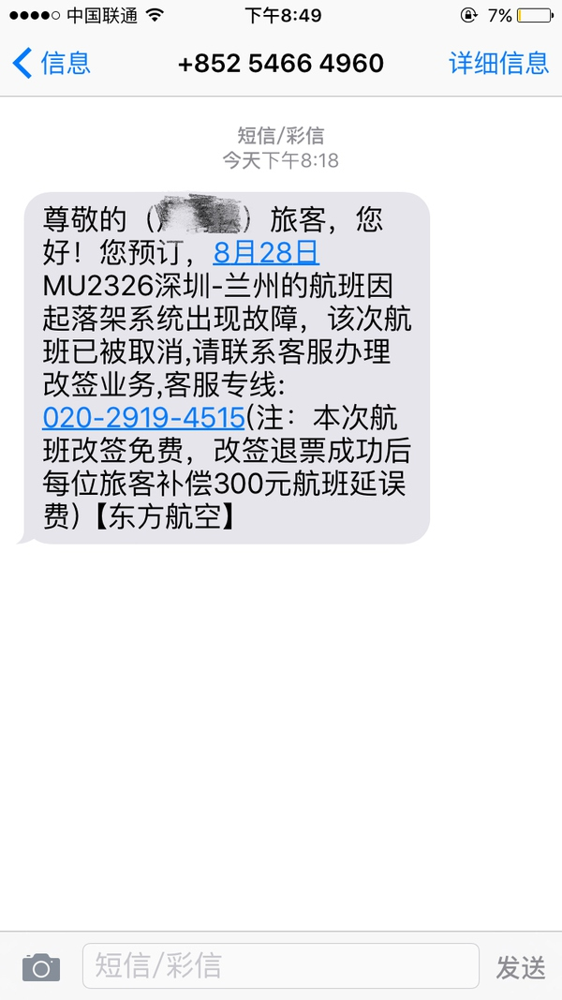 中国联通 下午8:49 7%
信息 +852 5466 4960 详细信息
短信/彩信
今天下午8:18
尊敬的（ ）旅客，您
好！您预订，8月28日
MU2326深圳-兰州的航班因
起落架系统出现故障，该次航
班已被取消,请联系客服办理
改签业务,客服专线:
020-2919-4515(注：本次航
班改签免费，改签退票成功后
每位旅客补偿300元航班延误
费)【东方航空】
短信/彩信 发送